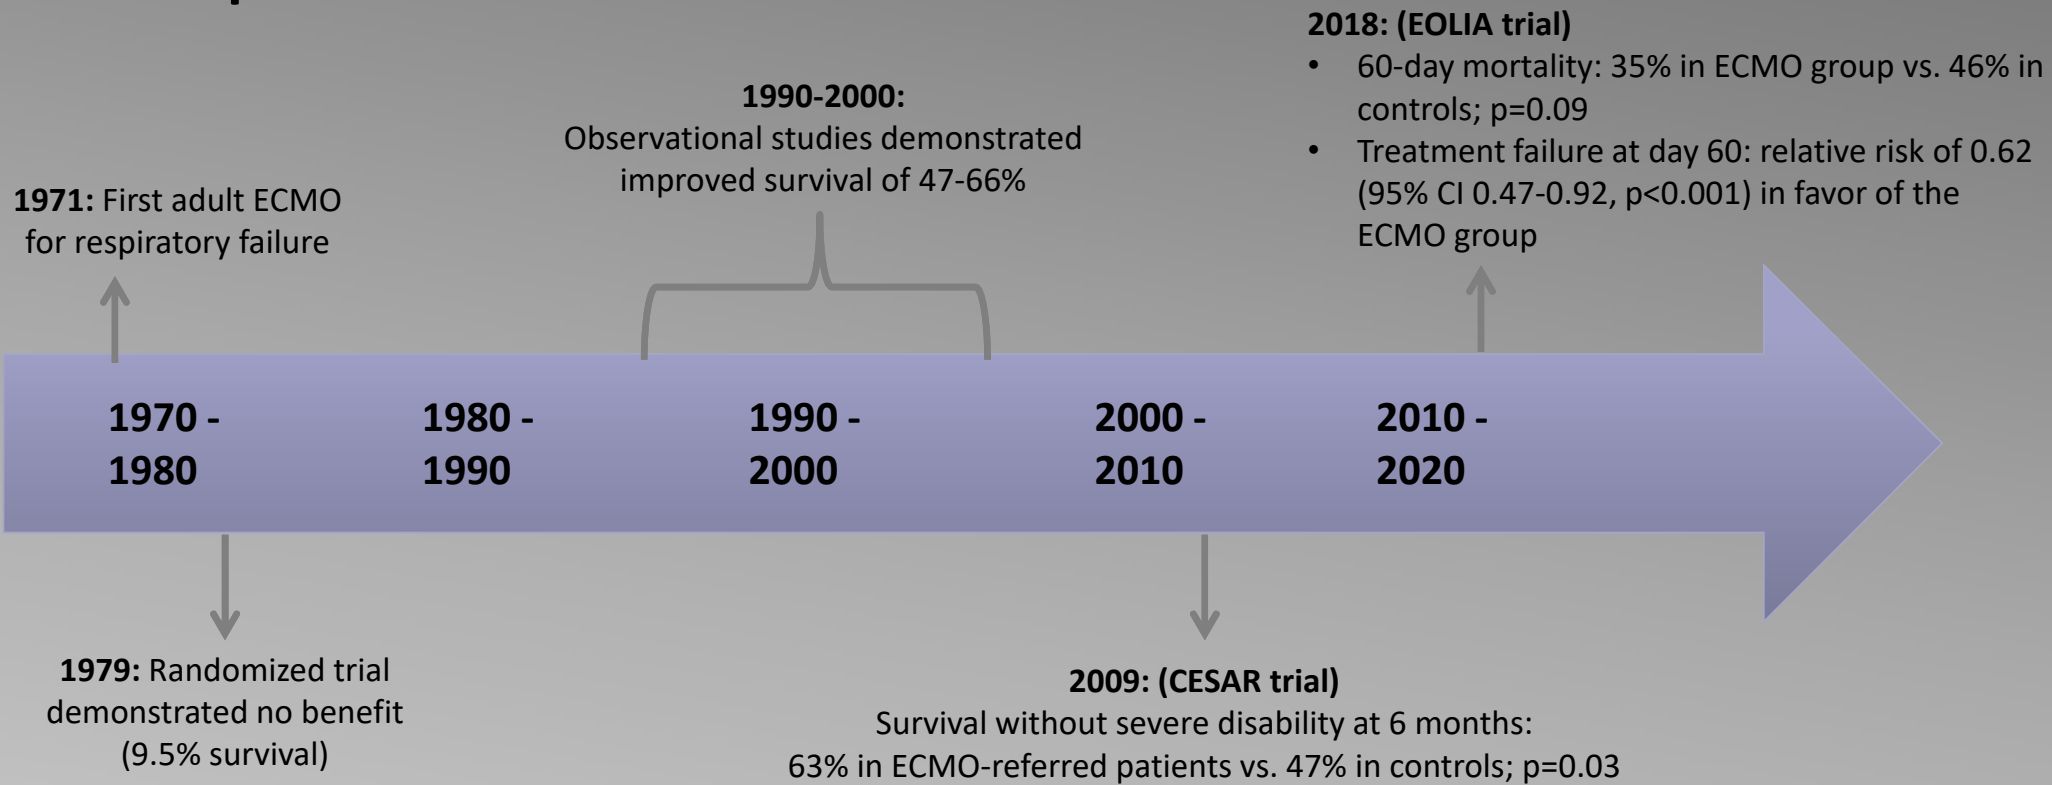 1971: First adult ECMO
for respiratory failure
1990-2000:
Observational studies demonstrated
improved survival of 47-66%
2018: (EOLIA trial)
• 60-day mortality: 35% in ECMO group vs. 46% in
controls; p=0.09
• Treatment failure at day 60: relative risk of 0.62
(95% CI 0.47-0.92, p<0.001) in favor of the
ECMO group
1970 -
1980
1980 -
1990
1990 -
2000
2000 -
2010
2010 -
2020
1979: Randomized trial
demonstrated no benefit
(9.5% survival)
2009: (CESAR trial)
Survival without severe disability at 6 months:
63% in ECMO-referred patients vs. 47% in controls; p=0.03